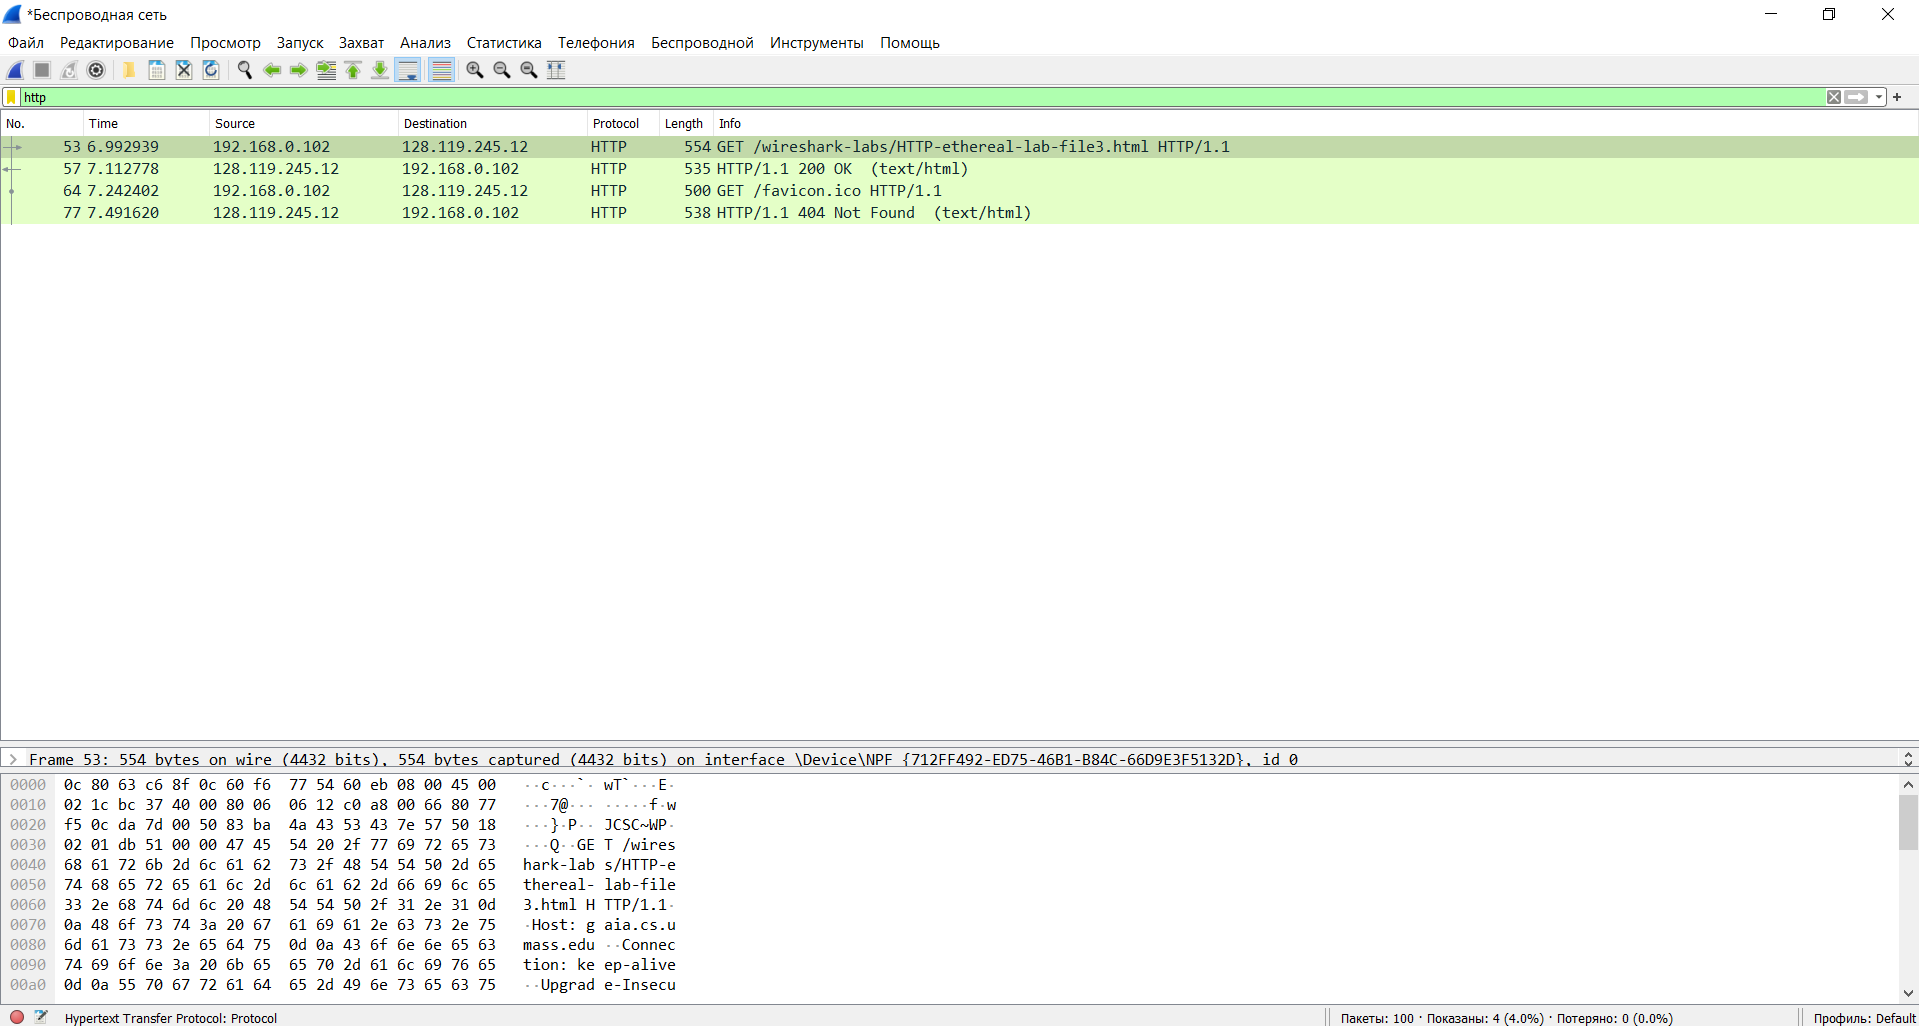 *Беспроводная сеть
Файл Редактирование Просмотр Запуск Захват Анализ Статистика Телефония Беспроводной Инструменты Помощь
http
No. Time Source Destination Protocol Length Info
53 6.992939 192.168.0.102 128.119.245.12 HTTP 554 GET /wireshark-labs/HTTP-ethereal-lab-file3.html HTTP/1.1
57 7.112778 128.119.245.12 192.168.0.102 HTTP 535 HTTP/1.1 200 OK (text/html)
64 7.242402 192.168.0.102 128.119.245.12 HTTP 500 GET /favicon.ico HTTP/1.1
77 7.491620 128.119.245.12 192.168.0.102 HTTP 538 HTTP/1.1 404 Not Found (text/html)
Frame 53: 554 bytes on wire (4432 bits), 554 bytes captured (4432 bits) on interface \Device\NPF_{712FF492-ED75-46B1-B84C-66D9E3F5132D}, id 0
0000 0c 80 63 c6 8f 0c 60 f6 77 54 60 eb 08 00 45 00 ··c···`· wT`···E·
0010 02 1c bc 37 40 00 80 06 06 12 c0 a8 00 66 80 77 ···7@··· ·····f·w
0020 f5 0c da 7d 00 50 83 ba 4a 43 53 43 7e 57 50 18 ···}·P·· JCSC~WP·
0030 02 01 db 51 00 00 47 45 54 20 2f 77 69 72 65 73 ···Q··GE T /wires
0040 68 61 72 6b 2d 6c 61 62 73 2f 48 54 54 50 2d 65 hark-lab s/HTTP-e
0050 74 68 65 72 65 61 6c 2d 6c 61 62 2d 66 69 6c 65 thereal- lab-file
0060 33 2e 68 74 6d 6c 20 48 54 54 50 2f 31 2e 31 0d 3.html H TTP/1.1·
0070 0a 48 6f 73 74 3a 20 67 61 69 61 2e 63 73 2e 75 ·Host: g aia.cs.u
0080 6d 61 73 73 2e 65 64 75 0d 0a 43 6f 6e 6e 65 63 mass.edu ··Connec
0090 74 69 6f 6e 3a 20 6b 65 65 70 2d 61 6c 69 76 65 tion: ke ep-alive
00a0 0d 0a 55 70 67 72 61 64 65 2d 49 6e 73 65 63 75 ··Upgrad e-Insecu
Hypertext Transfer Protocol: Protocol
Пакеты: 100 · Показаны: 4 (4.0%) · Потеряно: 0 (0.0%)
Профиль: Default